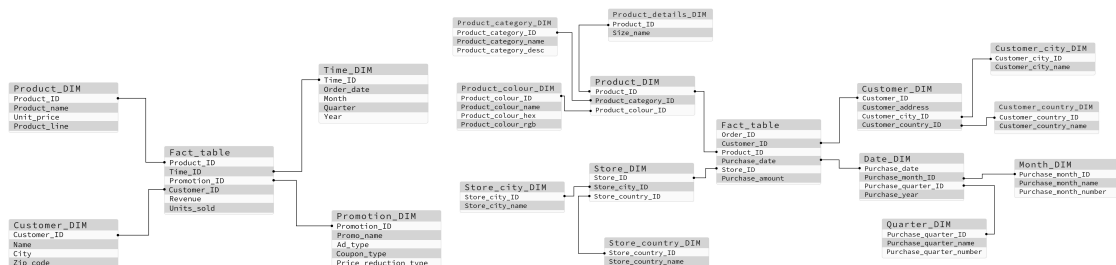 Product_DIM
Product_ID
Product_name
Unit_price
Product_line
Customer_DIM
Customer_ID
Name
City
Zip_code
Fact_table
Product_ID
Time_ID
Promotion_ID
Customer_ID
Revenue
Units_sold
Time_DIM
Time_ID
Order_date
Month
Quarter
Year
Promotion_DIM
Promotion_ID
Promo_name
Ad_type
Coupon_type
Price_reduction_type
Product_category_DIM
Product_category_ID
Product_category_name
Product_category_desc
Product_colour_DIM
Product_colour_ID
Product_colour_name
Product_colour_hex
Product_colour_rgb
Store_city_DIM
Store_city_ID
Store_city_name
Product_details_DIM
Product_ID
Size_name
Product_DIM
Product_ID
Product_category_ID
Product_colour_ID
Store_DIM
Store_ID
Store_city_ID
Store_country_ID
Store_country_DIM
Store_country_ID
Store_country_name
Fact_table
Order_ID
Customer_ID
Product_ID
Purchase_date
Store_ID
Purchase_amount
Customer_DIM
Customer_ID
Customer_address
Customer_city_ID
Customer_country_ID
Date_DIM
Purchase_date
Purchase_month_ID
Purchase_quarter_ID
Purchase_year
Quarter_DIM
Purchase_quarter_ID
Purchase_quarter_name
Purchase_quarter_number
Customer_city_DIM
Customer_city_ID
Customer_city_name
Customer_country_DIM
Customer_country_ID
Customer_country_name
Month_DIM
Purchase_month_ID
Purchase_month_name
Purchase_month_number